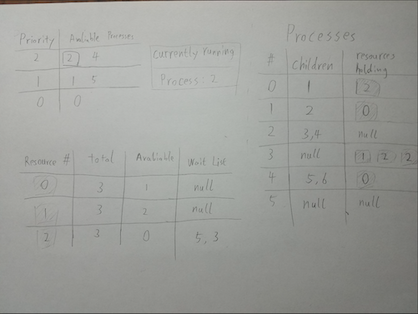 Processes
Priority Available Processes
2 2 4
1 1 5
0 0
Currently running
Process 2
# Children resources holding
0 1 2
1 2 0
2 3,4 null
3 null 1 2 2
4 5,6 0
5 null null
Resource # Total Available Wait List
0 3 1 null
1 3 2 null
2 3 0 5, 3